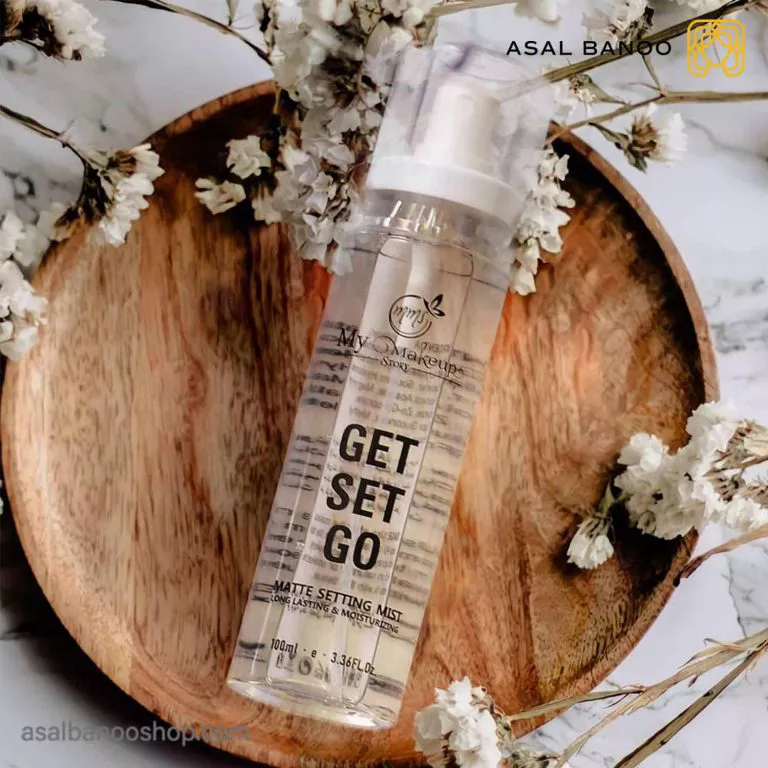 ASAL BANOO
My Makeup
STORY
GET
SET
GO
MATTE SETTING MIST
LONG LASTING & MOISTURIZING
100ml · e · 3.36FL.Oz
asalbanooshop.com